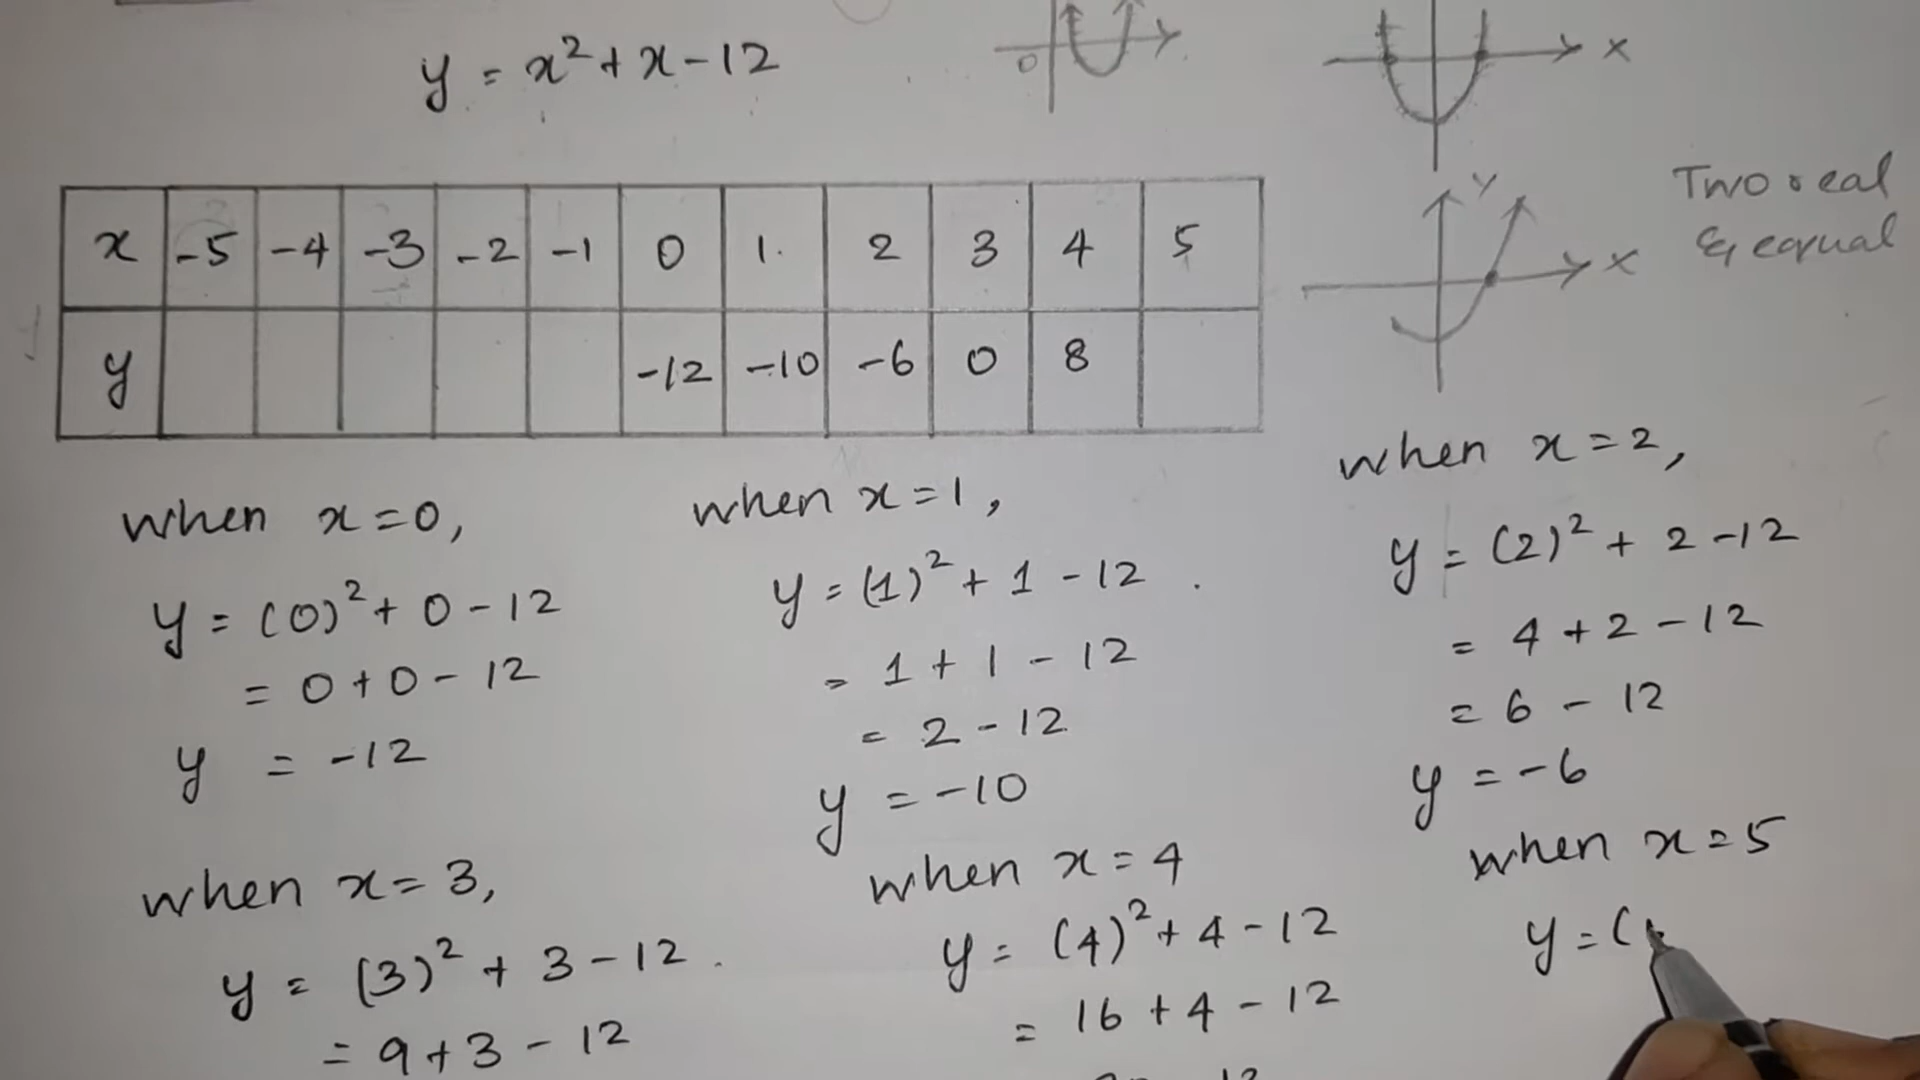 y = x² + x - 12
0
x
y
x
Two real
& equal
x -5 -4 -3 -2 -1 0 1 2 3 4 5
y -12 -10 -6 0 8
when x = 0,
y = (0)² + 0 - 12
= 0 + 0 - 12
y = -12
when x = 1,
y = (1)² + 1 - 12
= 1 + 1 - 12
= 2 - 12
y = -10
when x = 2,
y = (2)² + 2 - 12
= 4 + 2 - 12
= 6 - 12
y = -6
when x = 3,
y = (3)² + 3 - 12
= 9 + 3 - 12
when x = 4
y = (4)² + 4 - 12
= 16 + 4 - 12
when x = 5
y = (